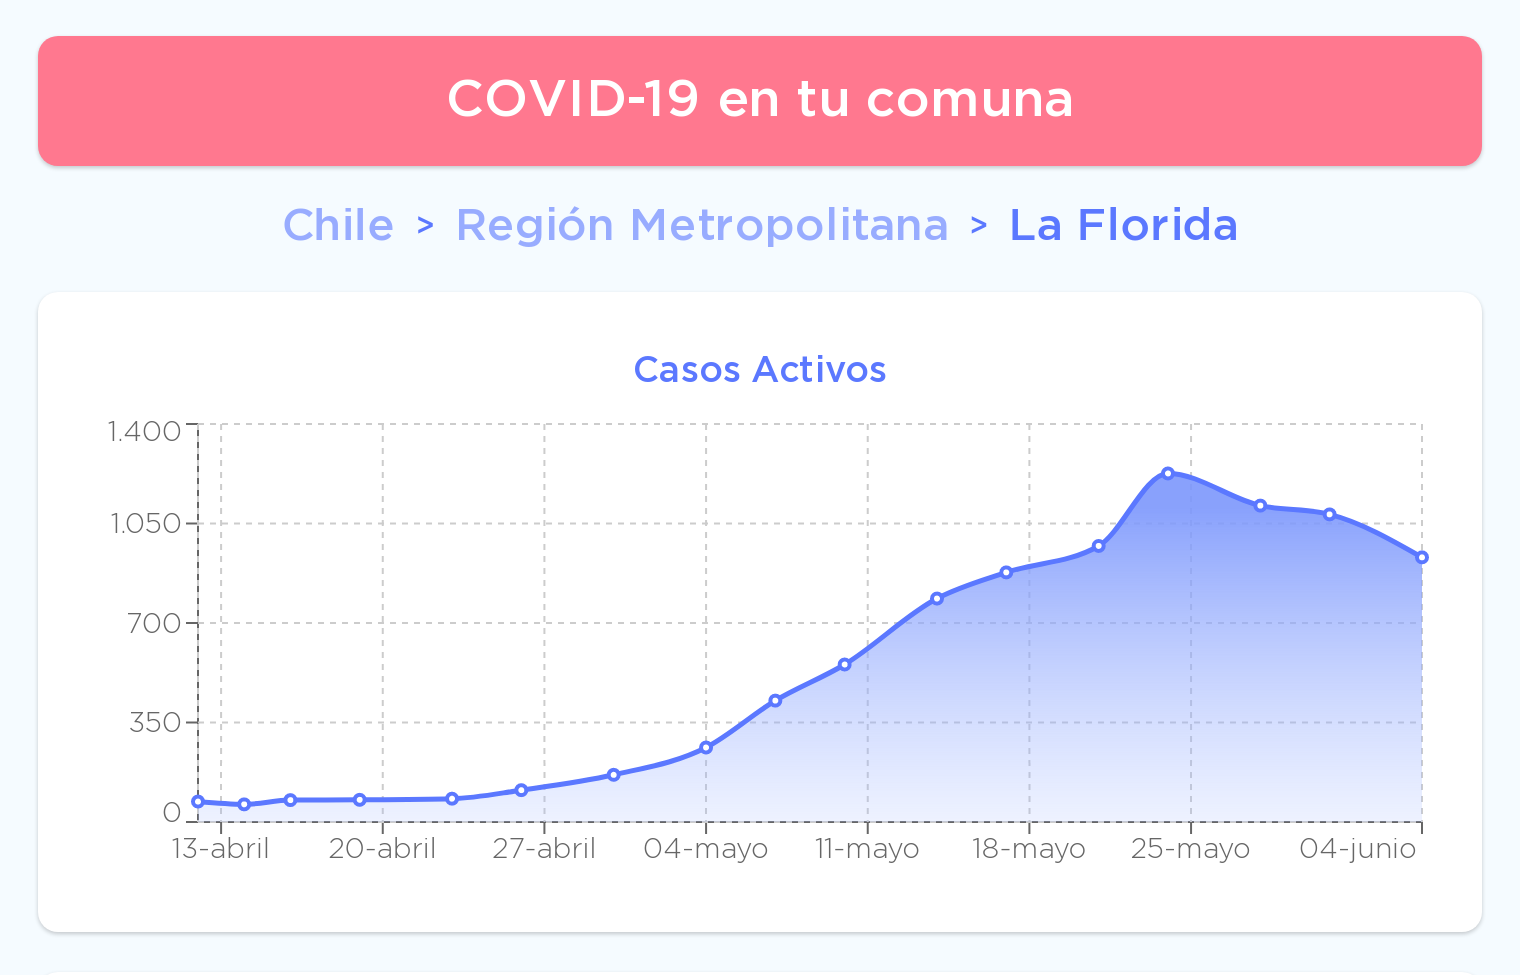 COVID-19 en tu comuna
Chile > Región Metropolitana > La Florida
Casos Activos
1.400
1.050
700
350
0
13-abril 20-abril 27-abril 04-mayo 11-mayo 18-mayo 25-mayo 04-junio